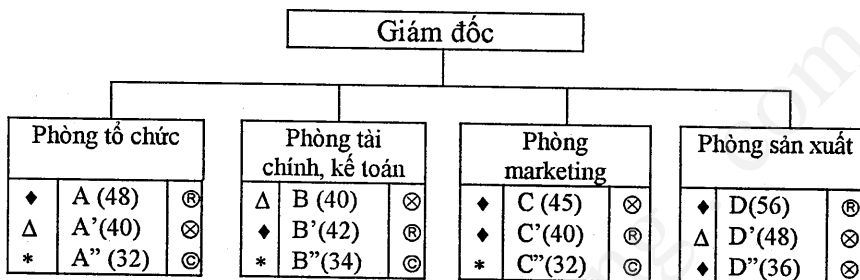 Giám đốc
Phòng tổ chức
♦ A (48) ®
Δ A’(40) ⊗
* A” (32) ©
Phòng tài
chính, kế toán
Δ B (40) ⊗
♦ B’(42) ®
* B”(34) ©
Phòng
marketing
♦ C (45) ⊗
♦ C’(40) ®
* C”(32) ©
Phòng sản xuất
♦ D(56) ®
Δ D’(48) ⊗
♦ D”(36) ⊗